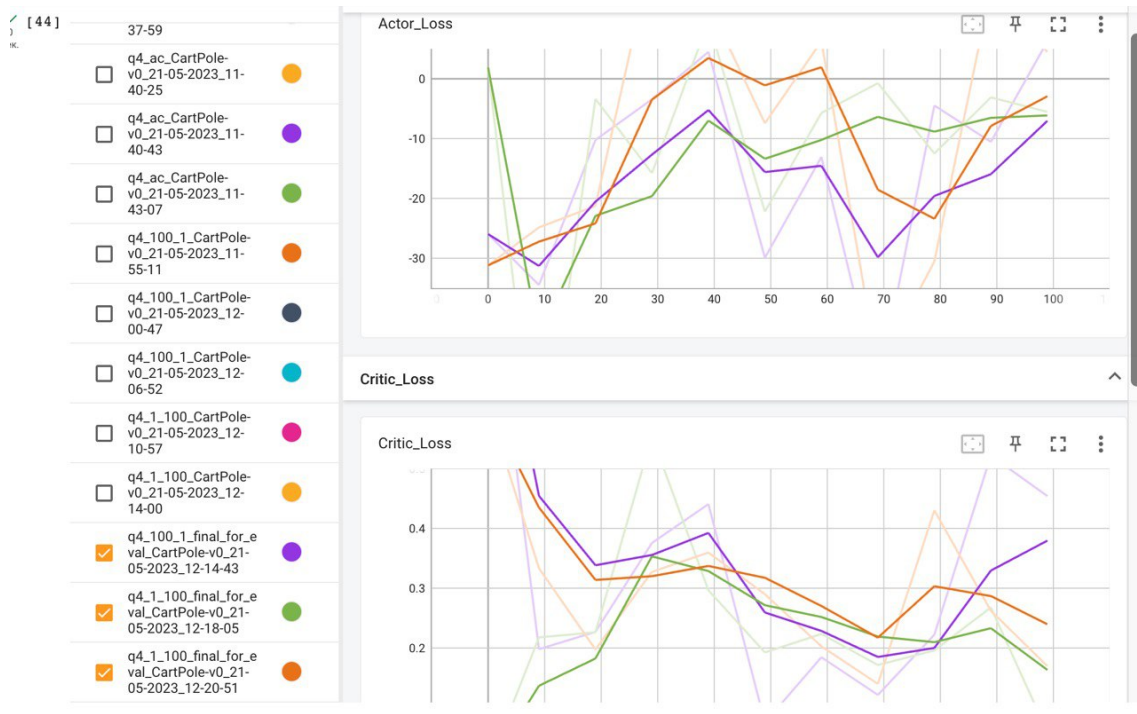 [44]
37-59
q4_ac_CartPole-
v0_21-05-2023_11-
40-25
q4_ac_CartPole-
v0_21-05-2023_11-
40-43
q4_ac_CartPole-
v0_21-05-2023_11-
43-07
q4_100_1_CartPole-
v0_21-05-2023_11-
55-11
q4_100_1_CartPole-
v0_21-05-2023_12-
00-47
q4_100_1_CartPole-
v0_21-05-2023_12-
06-52
q4_1_100_CartPole-
v0_21-05-2023_12-
10-57
q4_1_100_CartPole-
v0_21-05-2023_12-
14-00
q4_100_1_final_for_e
val_CartPole-v0_21-
05-2023_12-14-43
q4_1_100_final_for_e
val_CartPole-v0_21-
05-2023_12-18-05
q4_1_100_final_for_e
val_CartPole-v0_21-
05-2023_12-20-51
Actor_Loss
0
-10
-20
-30
0 10 20 30 40 50 60 70 80 90 100
Critic_Loss
Critic_Loss
0.4
0.3
0.2